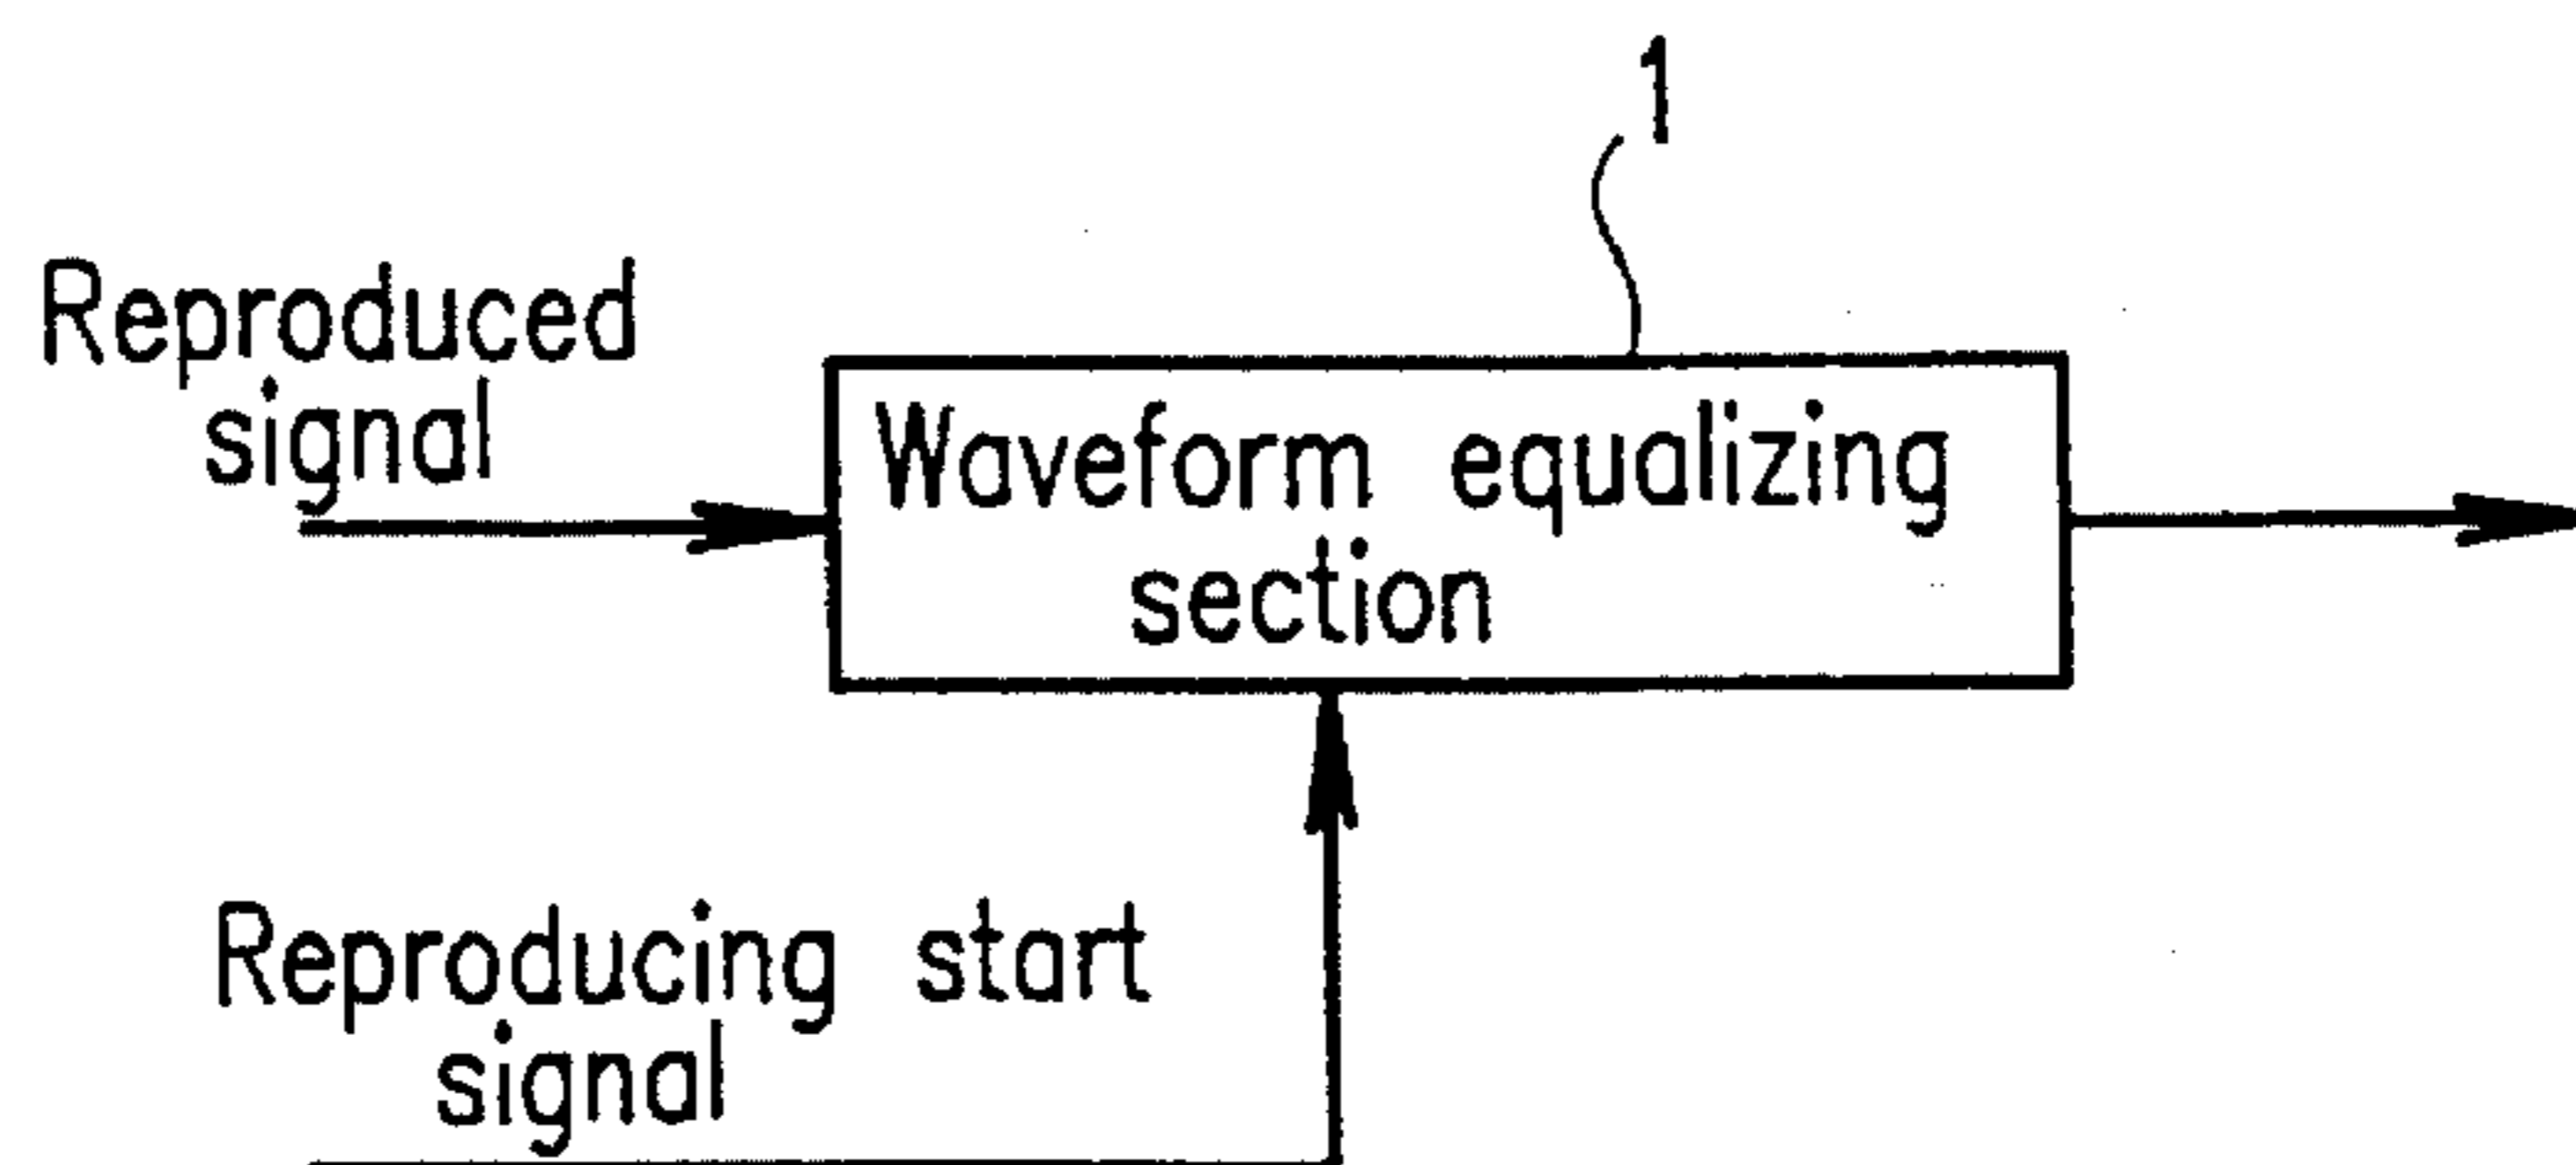 1
Reproduced
signal
Waveform equalizing
section
Reproducing start
signal